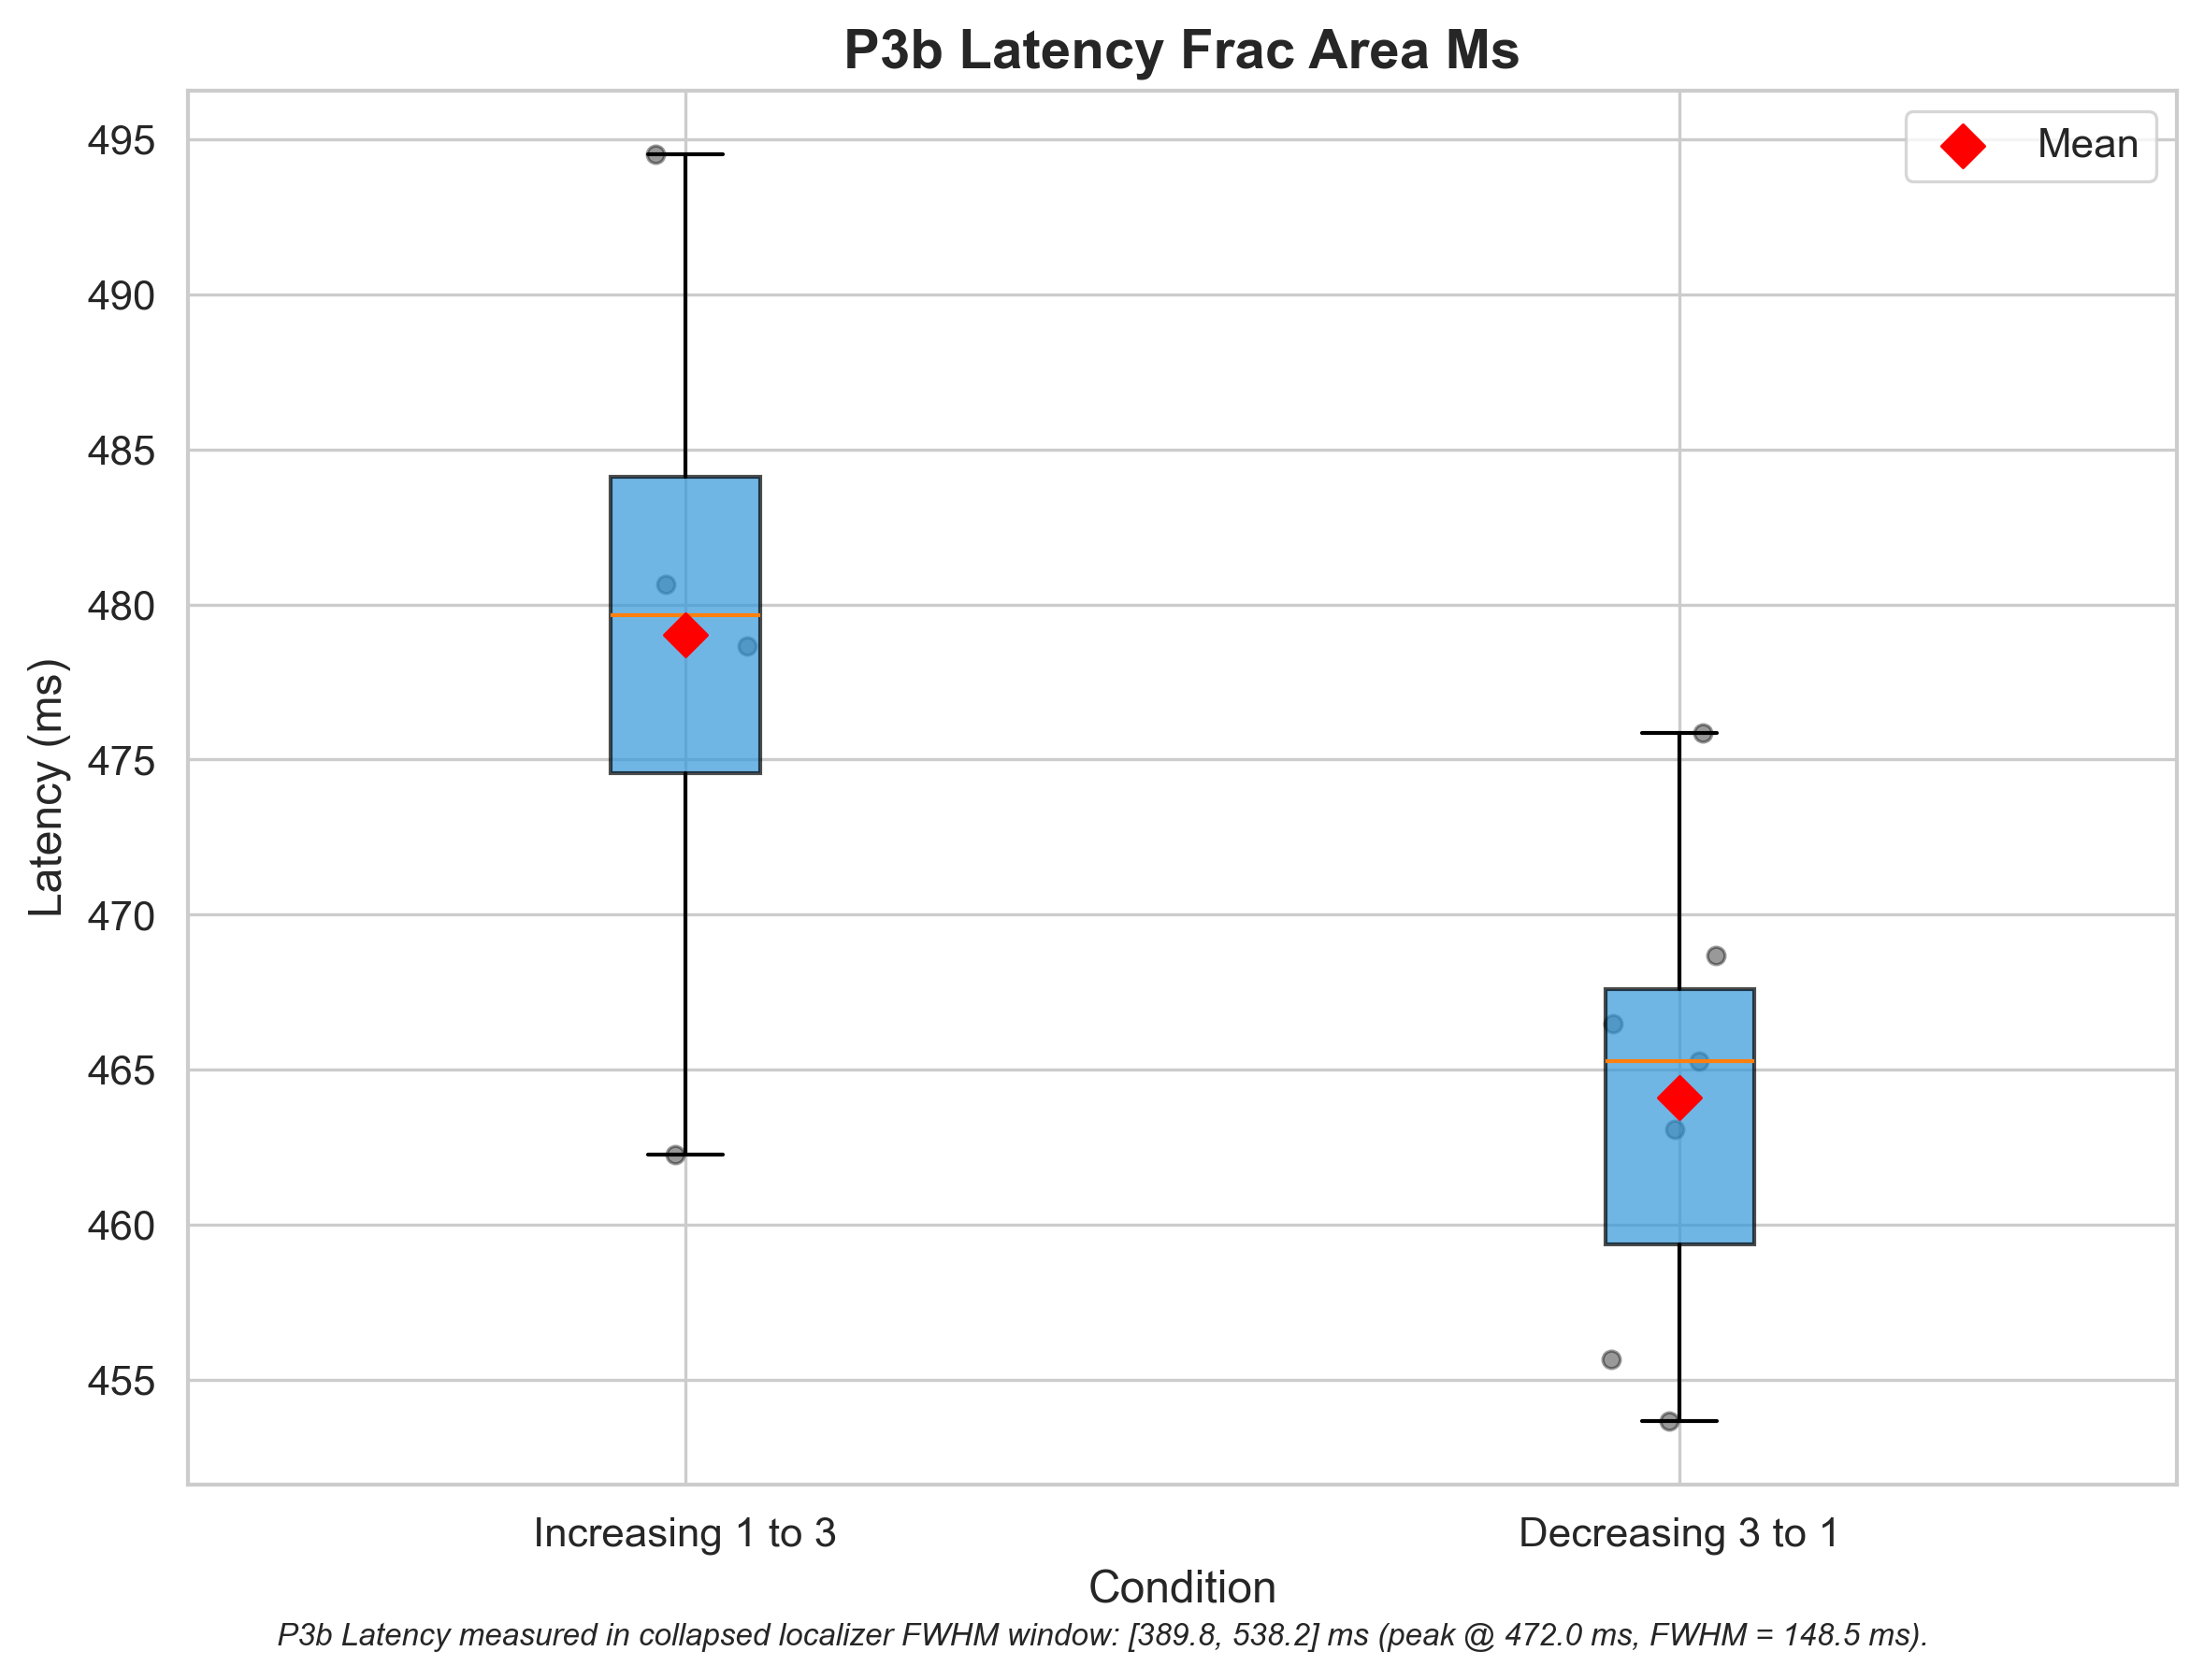 P3b Latency Frac Area Ms
Mean
495
490
485
480
475
470
465
460
455
Latency (ms)
Increasing 1 to 3
Decreasing 3 to 1
Condition
P3b Latency measured in collapsed localizer FWHM window: [389.8, 538.2] ms (peak @ 472.0 ms, FWHM = 148.5 ms).